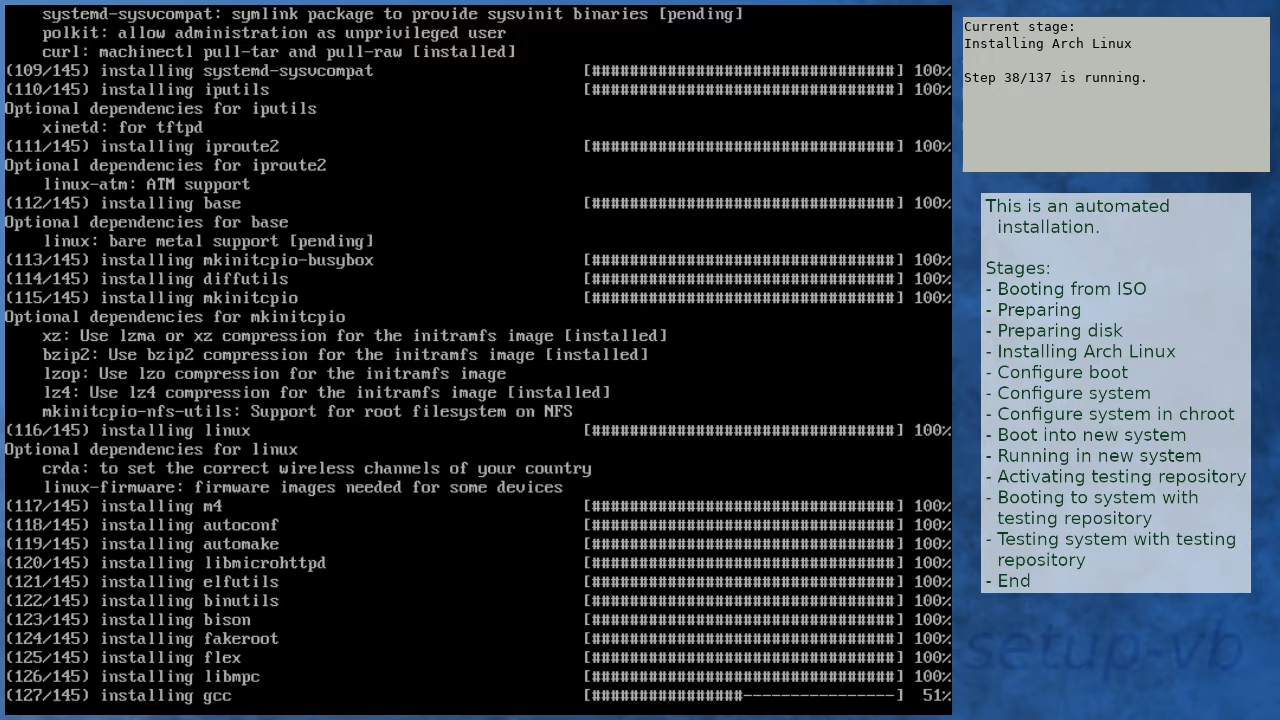 systemd-sysvcompat: symlink package to provide sysvinit binaries [pending]
    polkit: allow administration as unprivileged user
    curl: machinectl pull-tar and pull-raw [installed]
(109/145) installing systemd-sysvcompat [################################] 100%
(110/145) installing iputils [################################] 100%
Optional dependencies for iputils
    xinetd: for tftpd
(111/145) installing iproute2 [################################] 100%
Optional dependencies for iproute2
    linux-atm: ATM support
(112/145) installing base [################################] 100%
Optional dependencies for base
    linux: bare metal support [pending]
(113/145) installing mkinitcpio-busybox [################################] 100%
(114/145) installing diffutils [################################] 100%
(115/145) installing mkinitcpio [################################] 100%
Optional dependencies for mkinitcpio
    xz: Use lzma or xz compression for the initramfs image [installed]
    bzip2: Use bzip2 compression for the initramfs image [installed]
    lzop: Use lzo compression for the initramfs image
    lz4: Use lz4 compression for the initramfs image [installed]
    mkinitcpio-nfs-utils: Support for root filesystem on NFS
(116/145) installing linux [################################] 100%
Optional dependencies for linux
    crda: to set the correct wireless channels of your country
    linux-firmware: firmware images needed for some devices
(117/145) installing m4 [################################] 100%
(118/145) installing autoconf [################################] 100%
(119/145) installing automake [################################] 100%
(120/145) installing libmicrohttpd [################################] 100%
(121/145) installing elfutils [################################] 100%
(122/145) installing binutils [################################] 100%
(123/145) installing bison [################################] 100%
(124/145) installing fakeroot [################################] 100%
(125/145) installing flex [################################] 100%
(126/145) installing libmpc [################################] 100%
(127/145) installing gcc [################----------------] 51%
Current stage:
Installing Arch Linux
Step 38/137 is running.
This is an automated
installation.
Stages:
- Booting from ISO
- Preparing
- Preparing disk
- Installing Arch Linux
- Configure boot
- Configure system
- Configure system in chroot
- Boot into new system
- Running in new system
- Activating testing repository
- Booting to system with
testing repository
- Testing system with testing
repository
- End
setup-vb